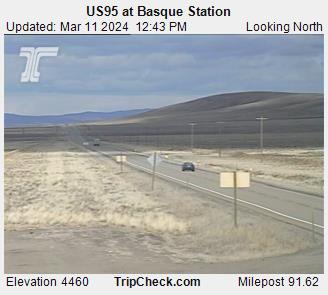 US95 at Basque Station
Updated: Mar 11 2024 12:43 PM Looking North
Elevation 4460 TripCheck.com Milepost 91.62